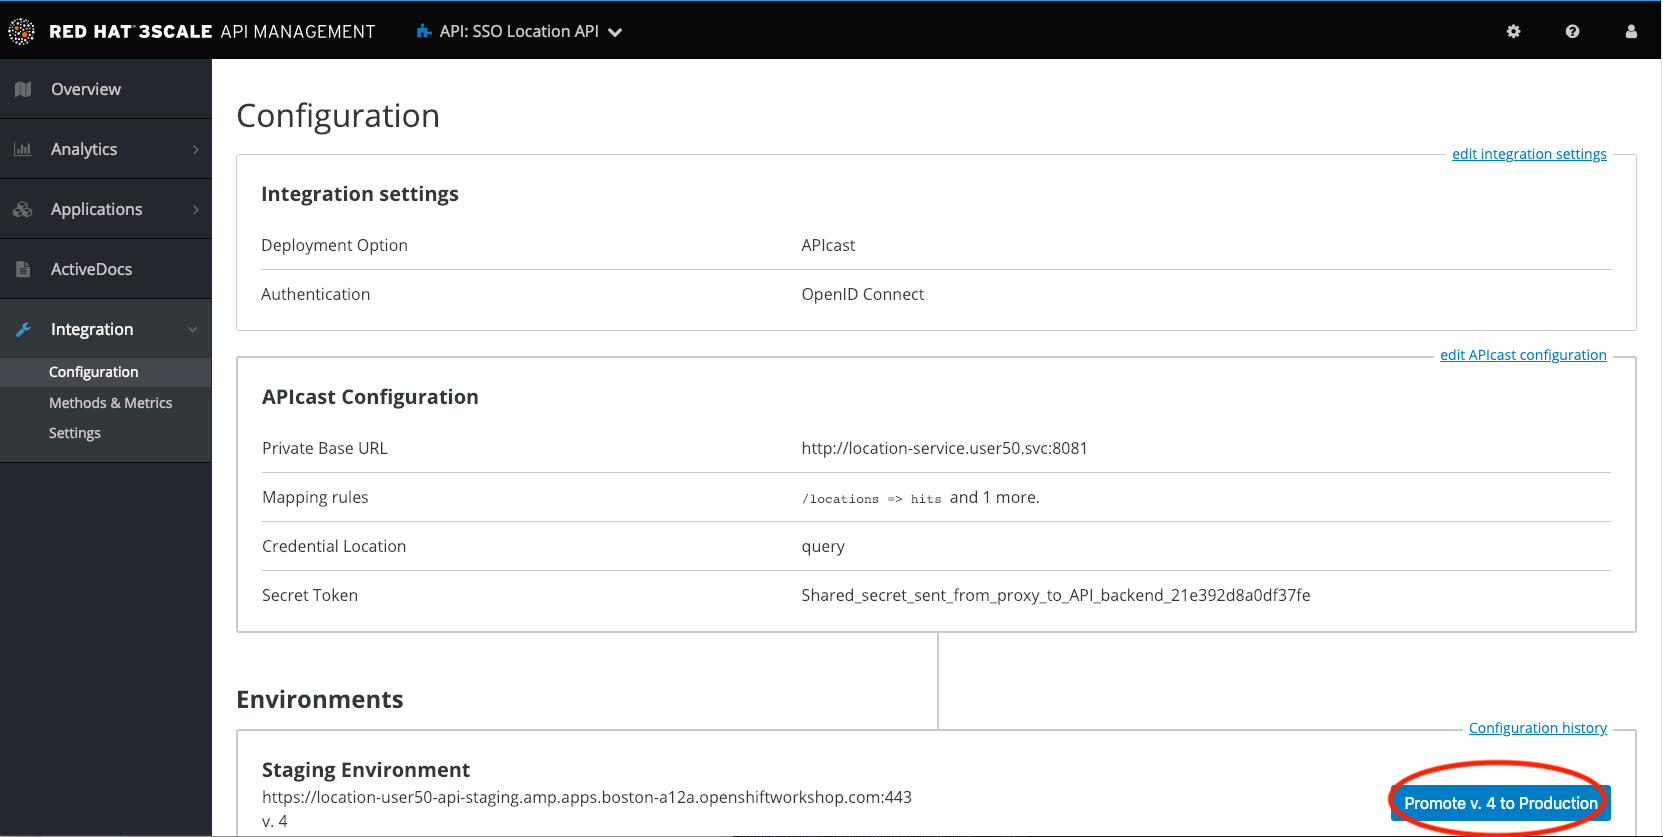 RED HAT® 3SCALE API MANAGEMENT
API: SSO Location API
Overview
Analytics
Applications
ActiveDocs
Integration
Configuration
Methods & Metrics
Settings
Configuration
edit integration settings
Integration settings
Deployment Option APIcast
Authentication OpenID Connect
edit APIcast configuration
APIcast Configuration
Private Base URL http://location-service.user50.svc:8081
Mapping rules /locations => hits and 1 more.
Credential Location query
Secret Token Shared_secret_sent_from_proxy_to_API_backend_21e392d8a0df37fe
Environments
Configuration history
Staging Environment
https://location-user50-api-staging.amp.apps.boston-a12a.openshiftworkshop.com:443
v. 4
Promote v. 4 to Production